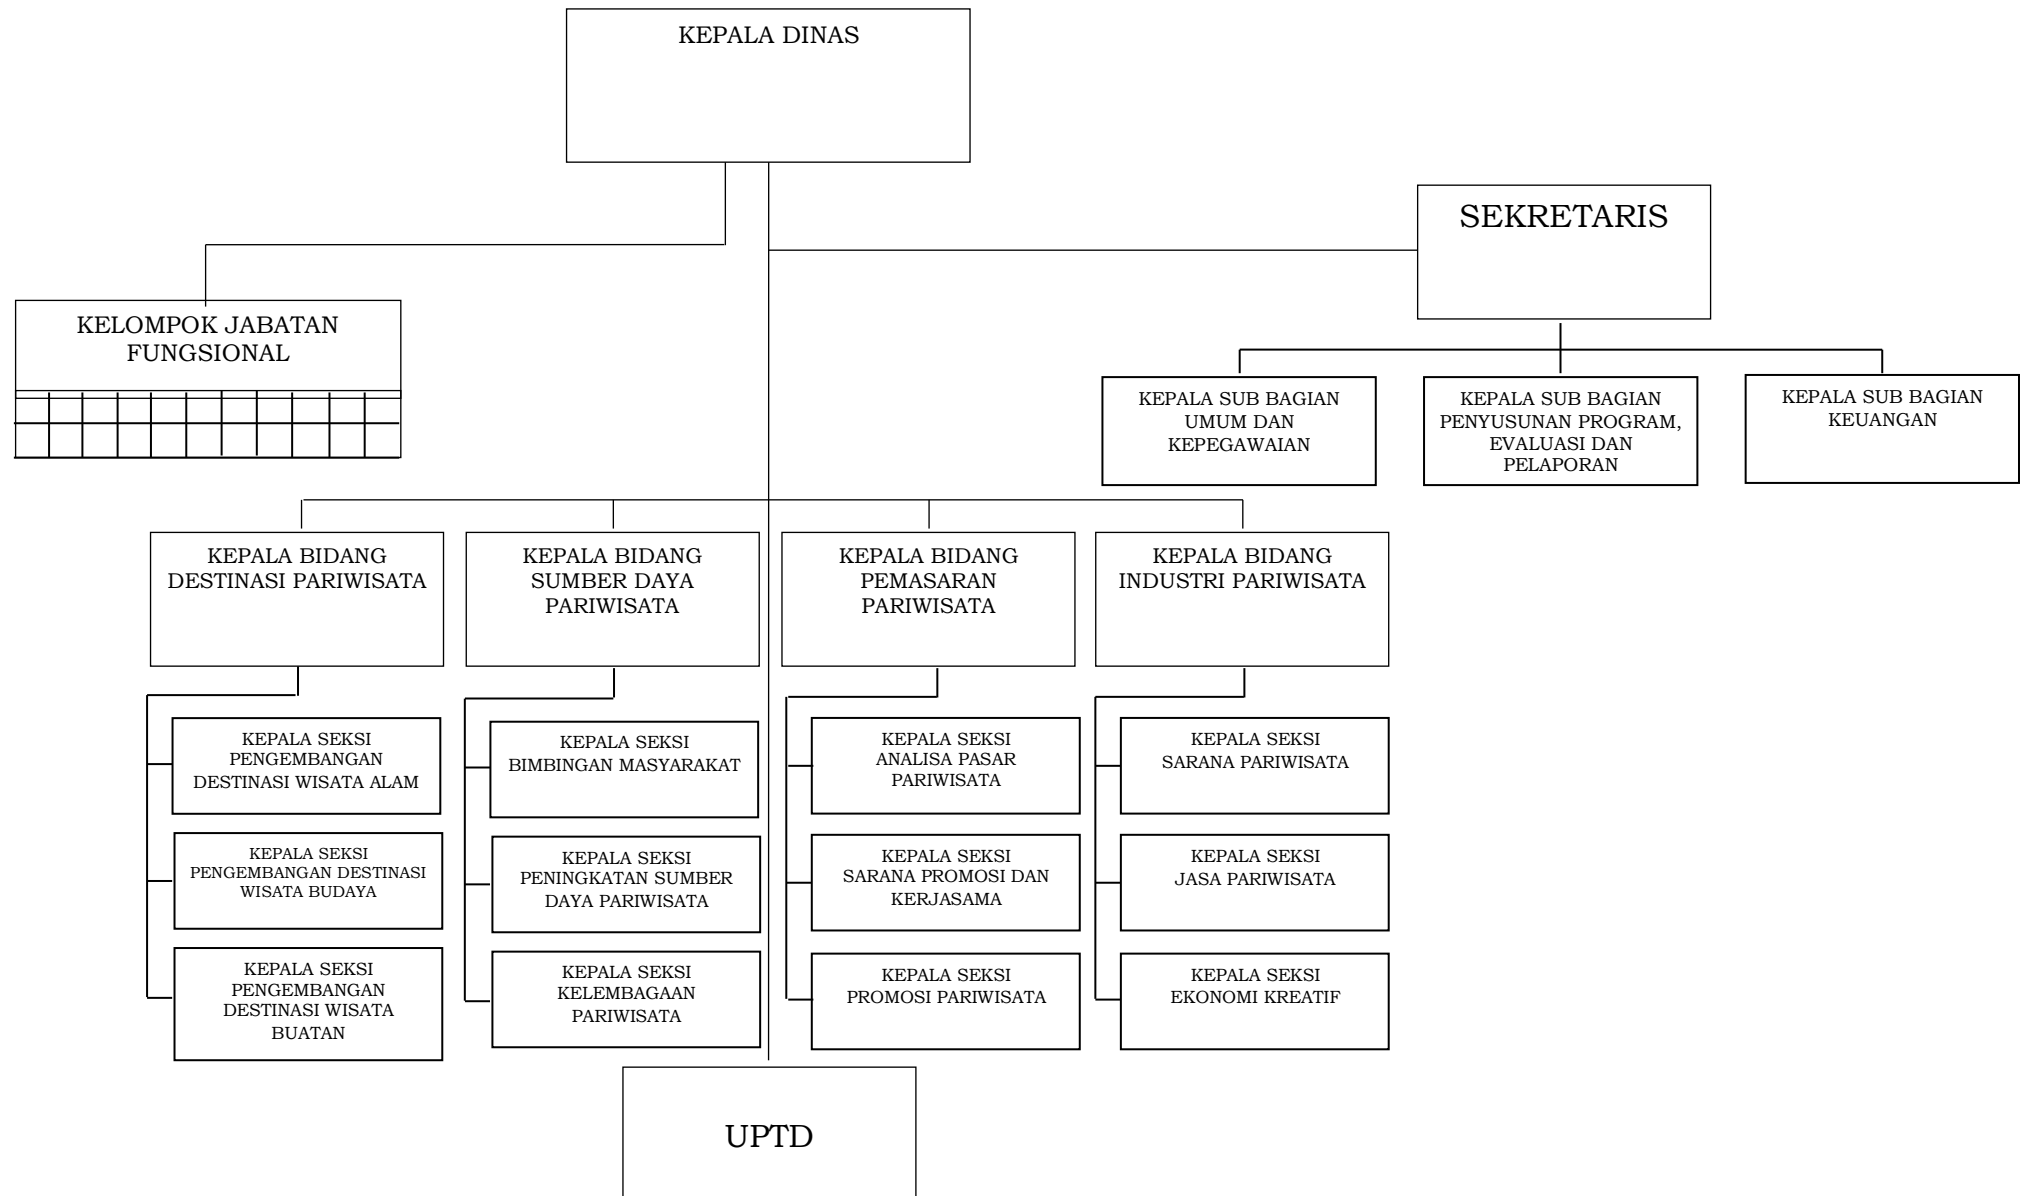 KEPALA DINAS
SEKRETARIS
KELOMPOK JABATAN
FUNGSIONAL
KEPALA SUB BAGIAN
UMUM DAN
KEPEGAWAIAN
KEPALA SUB BAGIAN
PENYUSUNAN PROGRAM,
EVALUASI DAN
PELAPORAN
KEPALA SUB BAGIAN
KEUANGAN
KEPALA BIDANG
DESTINASI PARIWISATA
KEPALA BIDANG
SUMBER DAYA
PARIWISATA
KEPALA BIDANG
PEMASARAN
PARIWISATA
KEPALA BIDANG
INDUSTRI PARIWISATA
KEPALA SEKSI
PENGEMBANGAN
DESTINASI WISATA ALAM
KEPALA SEKSI
BIMBINGAN MASYARAKAT
KEPALA SEKSI
ANALISA PASAR
PARIWISATA
KEPALA SEKSI
SARANA PARIWISATA
KEPALA SEKSI
PENGEMBANGAN DESTINASI
WISATA BUDAYA
KEPALA SEKSI
PENINGKATAN SUMBER
DAYA PARIWISATA
KEPALA SEKSI
SARANA PROMOSI DAN
KERJASAMA
KEPALA SEKSI
JASA PARIWISATA
KEPALA SEKSI
PENGEMBANGAN
DESTINASI WISATA
BUATAN
KEPALA SEKSI
KELEMBAGAAN
PARIWISATA
KEPALA SEKSI
PROMOSI PARIWISATA
KEPALA SEKSI
EKONOMI KREATIF
UPTD